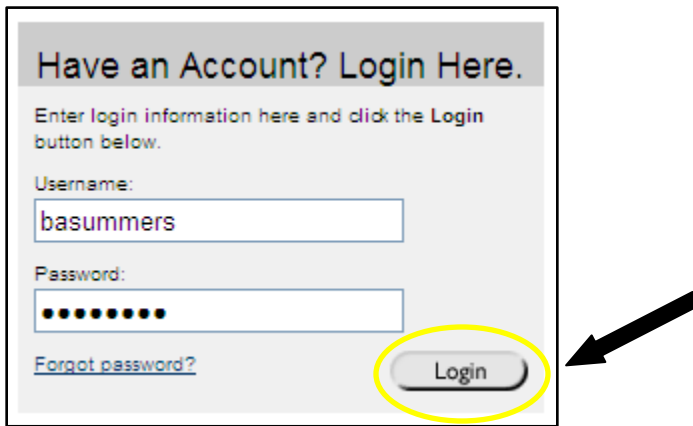 Have an Account? Login Here.
Enter login information here and click the Login
button below.
Username:
basummers
Password:
••••••••
Forgot password?
Login